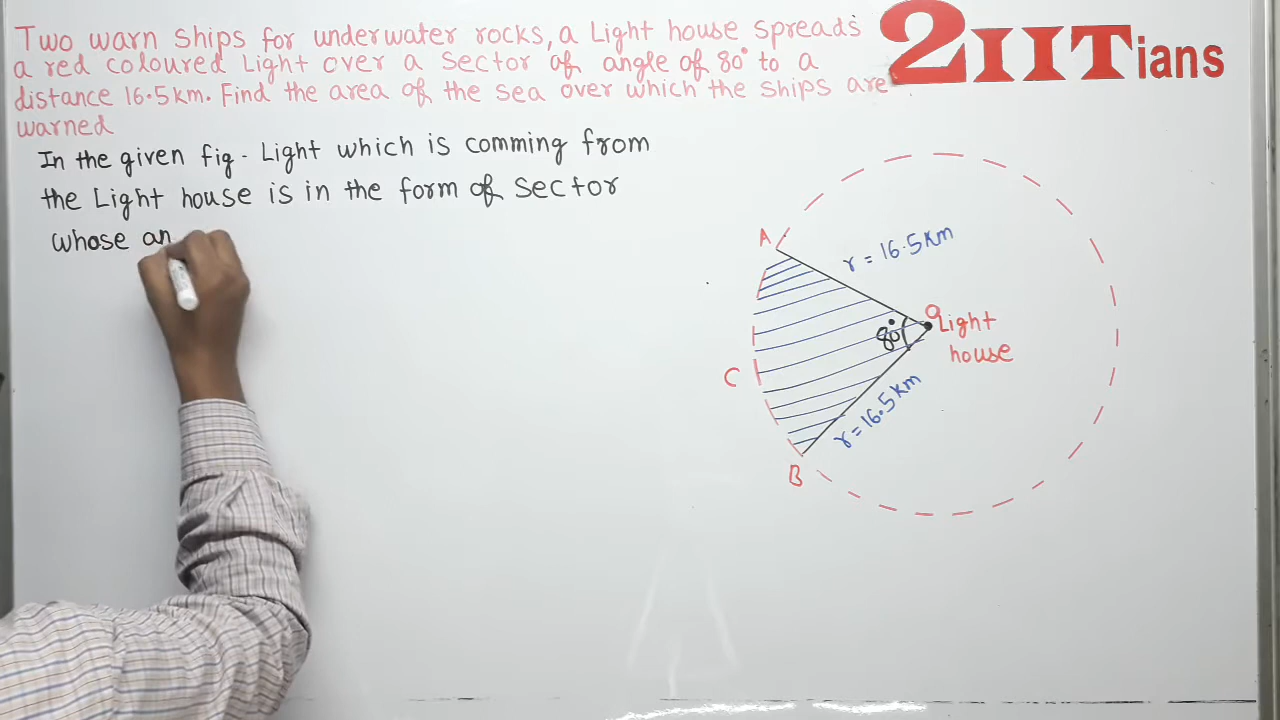 Two warn ships for underwater rocks, a Light house spreads
a red coloured Light over a Sector of angle of 80° to a
distance 16.5km. Find the area of the sea over which the ships are
warned
2IITians
In the given fig - Light which is comming from
the Light house is in the form of Sector
whose an
A
r = 16.5km
O
80°
Light
house
C
r = 16.5km
B